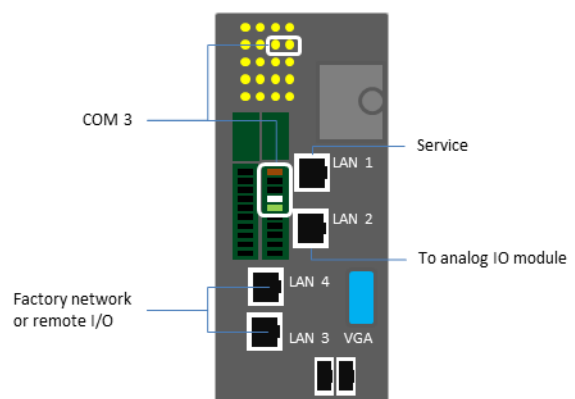 COM 3
Service
LAN 1
LAN 2
To analog IO module
LAN 4
Factory network
or remote I/O
LAN 3 VGA